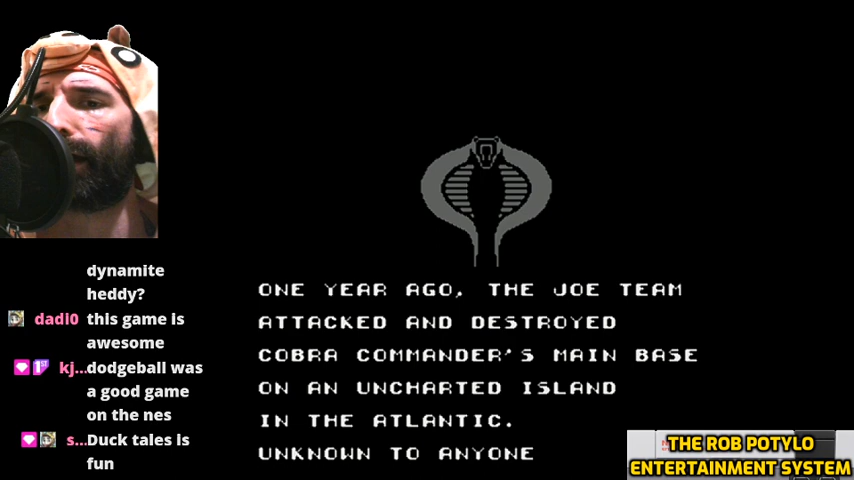 dynamite
heddy?
dadi0 this game is
awesome
kj...dodgeball was
a good game
on the nes
s...Duck tales is
fun
ONE YEAR AGO, THE JOE TEAM
ATTACKED AND DESTROYED
COBRA COMMANDER'S MAIN BASE
ON AN UNCHARTED ISLAND
IN THE ATLANTIC.
UNKNOWN TO ANYONE
THE ROB POTYLO
ENTERTAINMENT SYSTEM